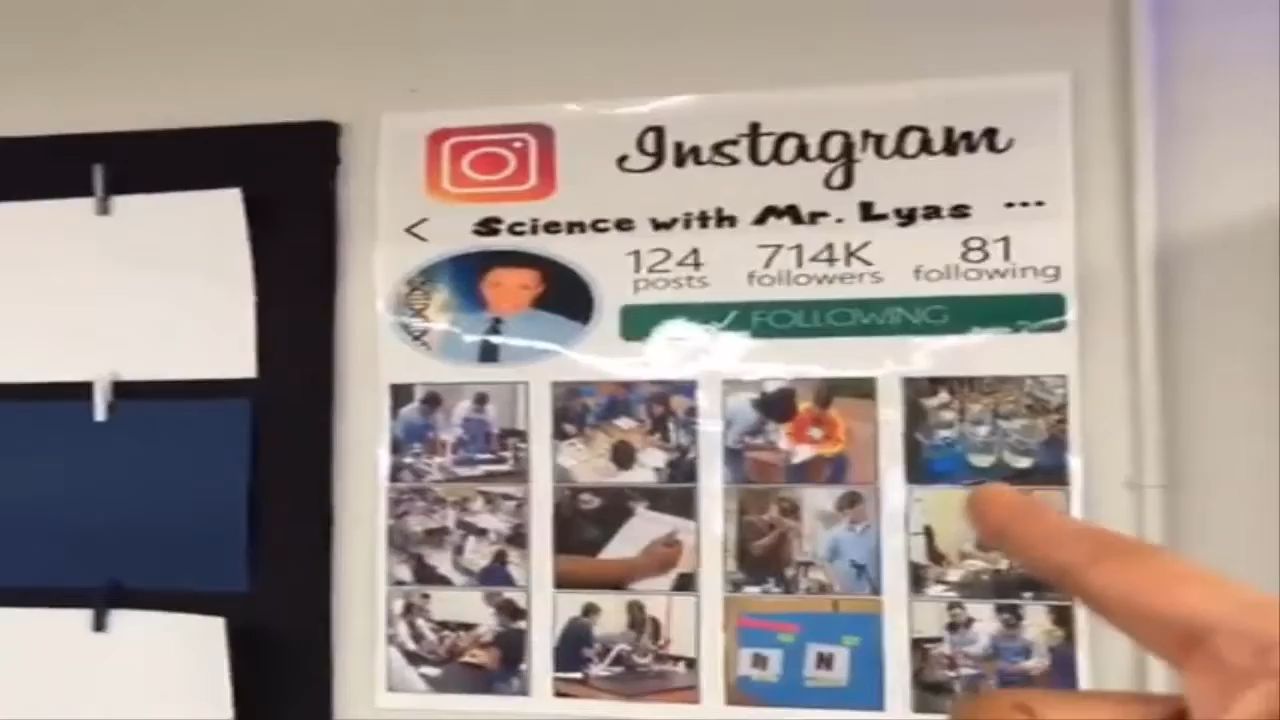 Instagram
< Science with Mr. Lyas ...
124 714K 81
posts followers following
✓ FOLLOWING
N